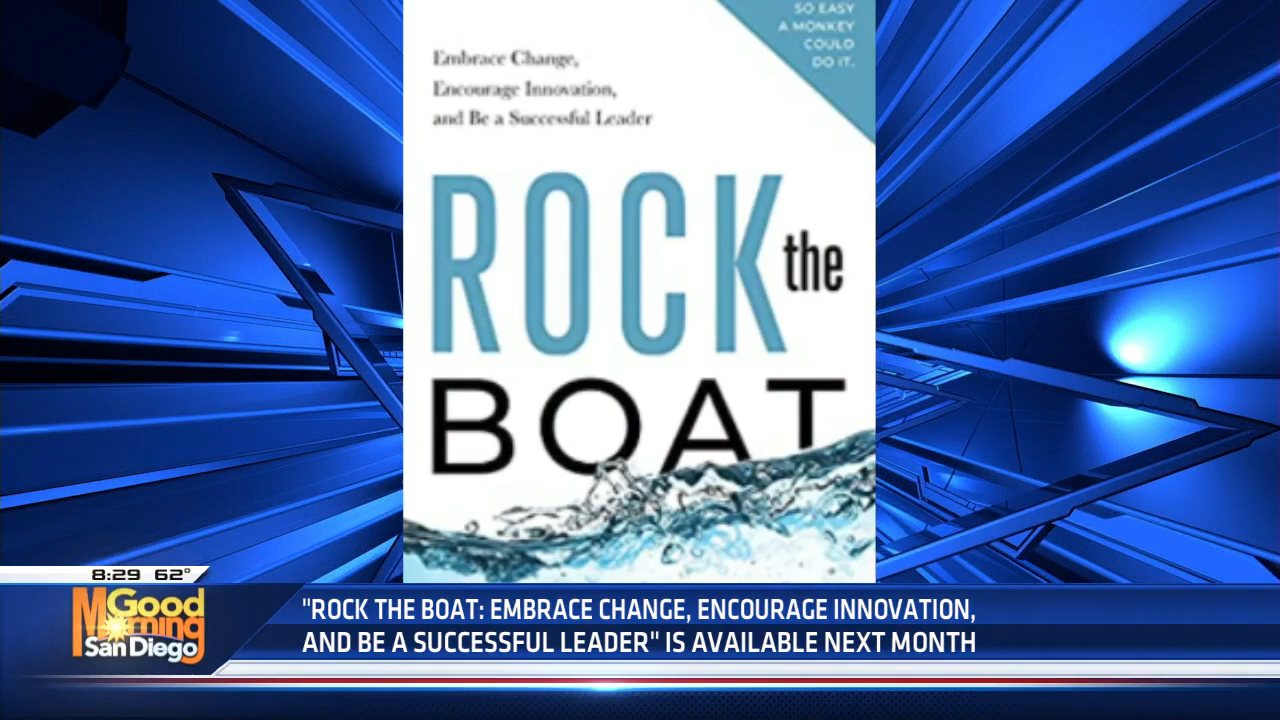 SO EASY
A MONKEY
COULD
DO IT.
Embrace Change,
Encourage Innovation,
and Be a Successful Leader
ROCK the
BOAT
8:29 62°
Good
Morning
San Diego
"ROCK THE BOAT: EMBRACE CHANGE, ENCOURAGE INNOVATION,
AND BE A SUCCESSFUL LEADER" IS AVAILABLE NEXT MONTH